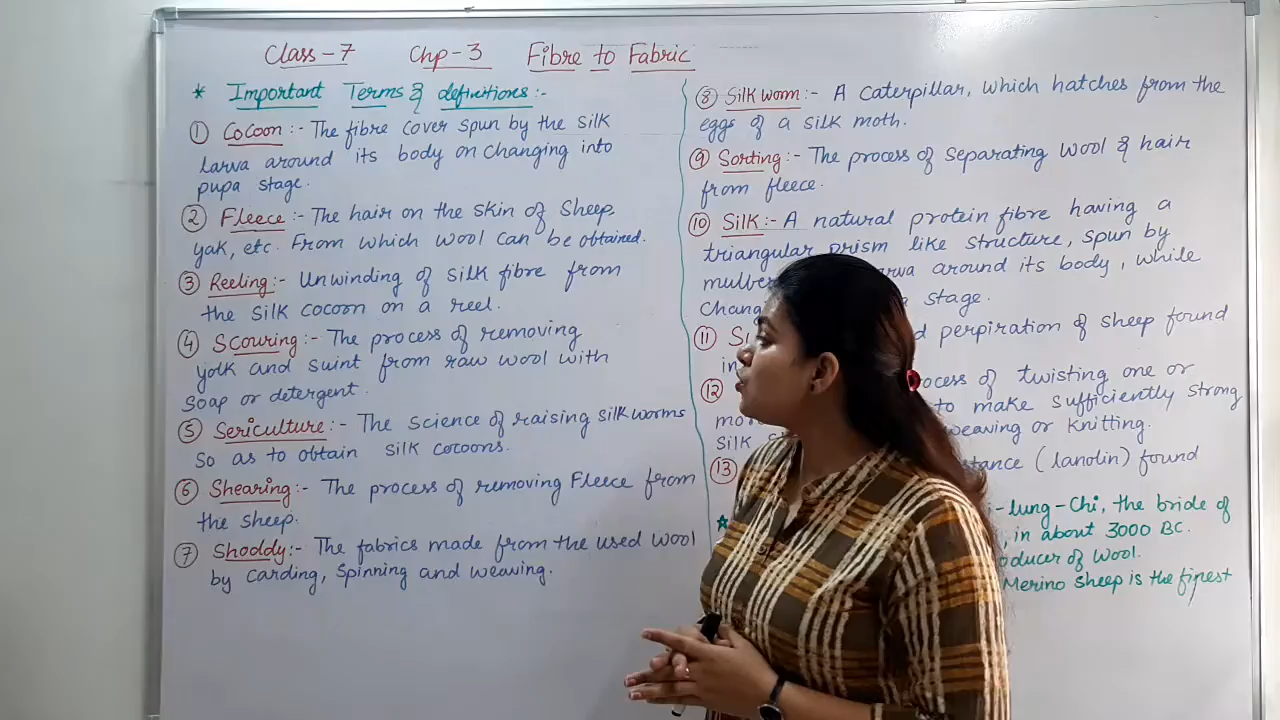 Class-7 Chp-3 Fibre to Fabric
* Important Terms & definitions:-
① Cocoon:- The fibre cover spun by the silk
larva around its body on changing into
pupa stage.
② Fleece:- The hair on the skin of Sheep,
yak, etc. From which wool can be obtained.
③ Reeling:- Unwinding of silk fibre from
the silk cocoon on a reel.
④ Scouring:- The process of removing
yolk and suint from raw wool with
soap or detergent.
⑤ Sericulture:- The science of raising silkworms
so as to obtain silk cocoons.
⑥ Shearing:- The process of removing Fleece from
the sheep.
⑦ Shoddy:- The fabrics made from the used wool
by carding, spinning and weaving.
⑧ Silk worm:- A caterpillar, which hatches from the
eggs of a silk moth.
⑨ Sorting:- The process of separating wool & hair
from fleece.
⑩ Silk:- A natural protein fibre having a
triangular prism like structure, spun by
around its body, while
stage.
⑪ perpiration of sheep found
in
⑫ of twisting one or
to make sufficiently strong
silk weaving or knitting.
⑬ (lanolin) found
-lung-Chi, the bride of
, in about 3000 BC.
of wool.
Merino sheep is the finest